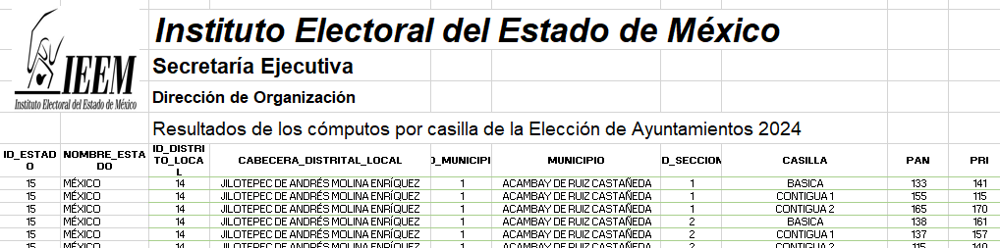 IEEM
Instituto Electoral del Estado de México
Instituto Electoral del Estado de México
Secretaría Ejecutiva
Dirección de Organización
Resultados de los cómputos por casilla de la Elección de Ayuntamientos 2024
ID_ESTADO NOMBRE_ESTADO ID_DISTRITO_LOCAL CABECERA_DISTRITAL_LOCAL D_MUNICIPI MUNICIPIO D_SECCION CASILLA PAN PRI
15 MÉXICO 14 JILOTEPEC DE ANDRÉS MOLINA ENRÍQUEZ 1 ACAMBAY DE RUIZ CASTAÑEDA 1 BASICA 133 141
15 MÉXICO 14 JILOTEPEC DE ANDRÉS MOLINA ENRÍQUEZ 1 ACAMBAY DE RUIZ CASTAÑEDA 1 CONTIGUA 1 155 115
15 MÉXICO 14 JILOTEPEC DE ANDRÉS MOLINA ENRÍQUEZ 1 ACAMBAY DE RUIZ CASTAÑEDA 1 CONTIGUA 2 165 170
15 MÉXICO 14 JILOTEPEC DE ANDRÉS MOLINA ENRÍQUEZ 1 ACAMBAY DE RUIZ CASTAÑEDA 2 BASICA 138 161
15 MÉXICO 14 JILOTEPEC DE ANDRÉS MOLINA ENRÍQUEZ 1 ACAMBAY DE RUIZ CASTAÑEDA 2 CONTIGUA 1 137 157
15 MÉXICO 14 JILOTEPEC DE ANDRÉS MOLINA ENRÍQUEZ 1 ACAMBAY DE RUIZ CASTAÑEDA 2 CONTIGUA 2 115